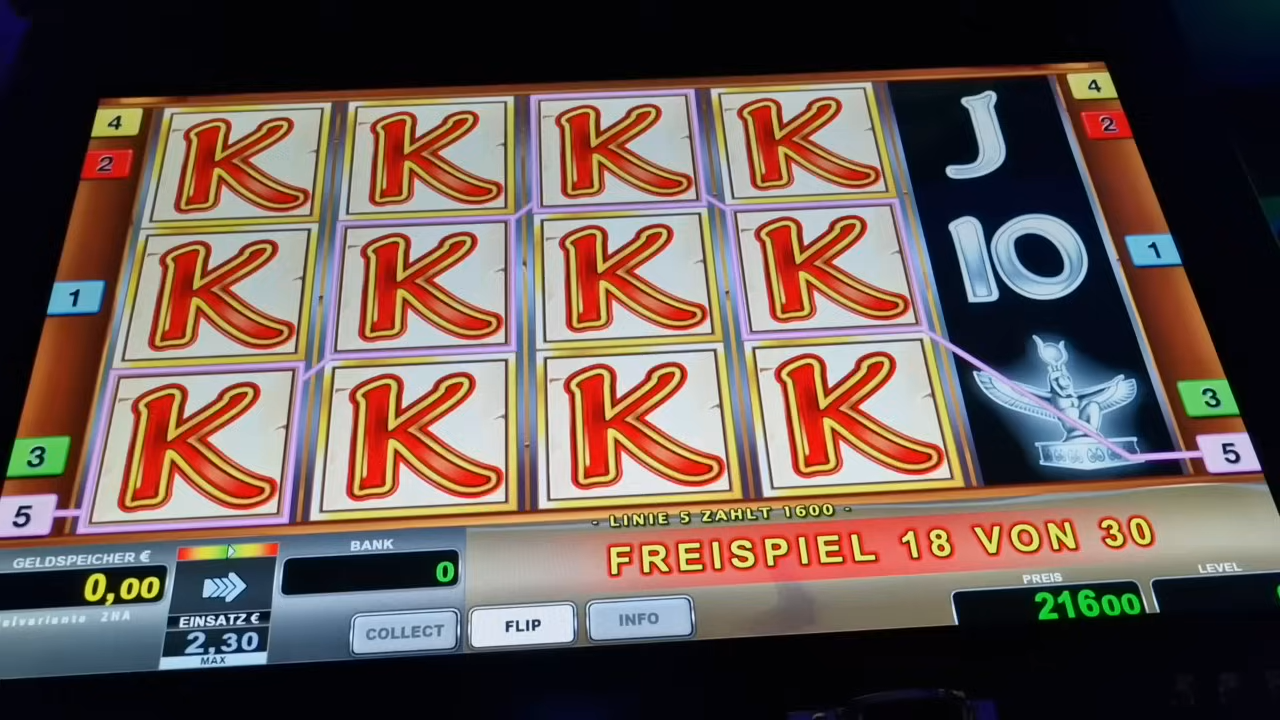 4 K K K K J 4
2 2
1 K K K K 10 1
3 K K K K 3
5 5
- LINIE 5 ZAHLT 1600 -
FREISPIEL 18 VON 30
GELDSPEICHER €
0,00
2HA
EINSATZ €
2,30
MAX
BANK
0
COLLECT
FLIP
INFO
PREIS
21600
LEVEL